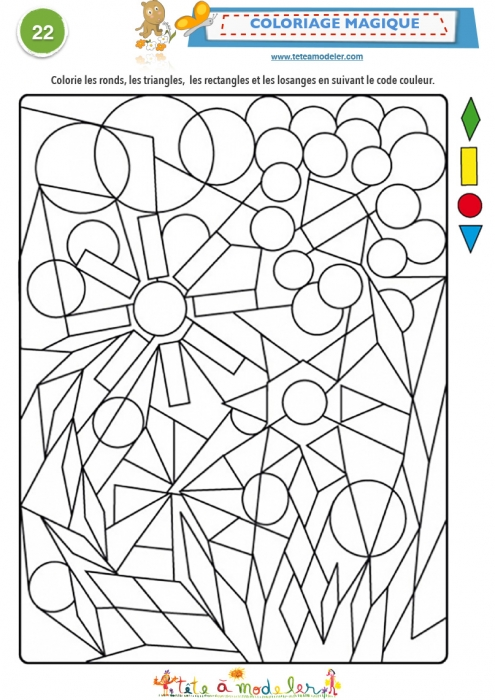 22
COLORIAGE MAGIQUE
www.teteamodeler.com
Colorie les ronds, les triangles, les rectangles et les losanges en suivant le code couleur.
tête à modeler